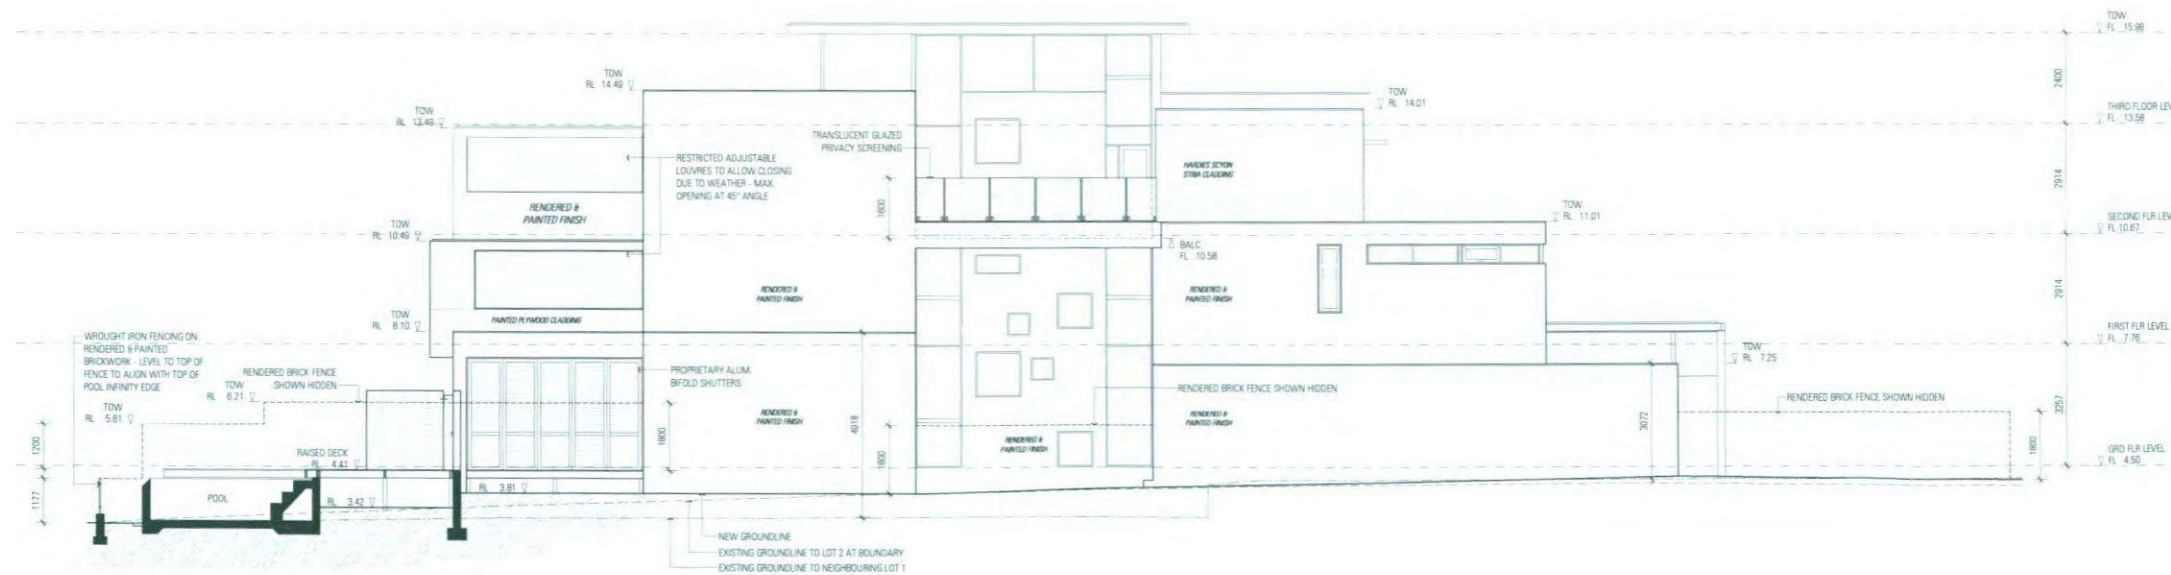 TOW
FL 15.98
2400
TOW
RL 14.49
TOW
RL 14.01
TOW
RL 13.49
THIRD FLOOR LEV
FL 13.58
TRANSLUCENT GLAZED
PRIVACY SCREENING
RESTRICTED ADJUSTABLE
LOUVRES TO ALLOW CLOSING
DUE TO WEATHER - MAX
OPENING AT 45° ANGLE
HARDIES SCYON
STRIA CLADDING
2914
RENDERED &
PAINTED FINISH
1600
TOW
RL 11.01
SECOND FLR LEV
FL 10.67
TOW
RL 10.49
BALC.
FL 10.58
RENDERED &
PAINTED FINISH
RENDERED &
PAINTED FINISH
2914
PAINTED PLYWOOD CLADDING
TOW
RL 8.10
FIRST FLR LEVEL
FL 7.76
WROUGHT IRON FENCING ON
RENDERED & PAINTED
BRICKWORK - LEVEL TO TOP OF
FENCE TO ALIGN WITH TOP OF
POOL INFINITY EDGE
TOW
RL 7.25
RENDERED BRICK FENCE
SHOWN HIDDEN
PROPRIETARY ALUM.
BIFOLD SHUTTERS
TOW
RL 6.21
RENDERED BRICK FENCE SHOWN HIDDEN
RENDERED BRICK FENCE SHOWN HIDDEN
TOW
RL 5.61
RENDERED &
PAINTED FINISH
RENDERED &
PAINTED FINISH
RENDERED &
PAINTED FINISH
1200
1800
4918
1800
3072
1800
3257
RAISED DECK
RL 4.41
GRD FLR LEVEL
FL 4.50
1177
POOL
RL 3.42
RL 3.81
NEW GROUNDLINE
EXISTING GROUNDLINE TO LOT 2 AT BOUNDARY
EXISTING GROUNDLINE TO NEIGHBOURING LOT 1